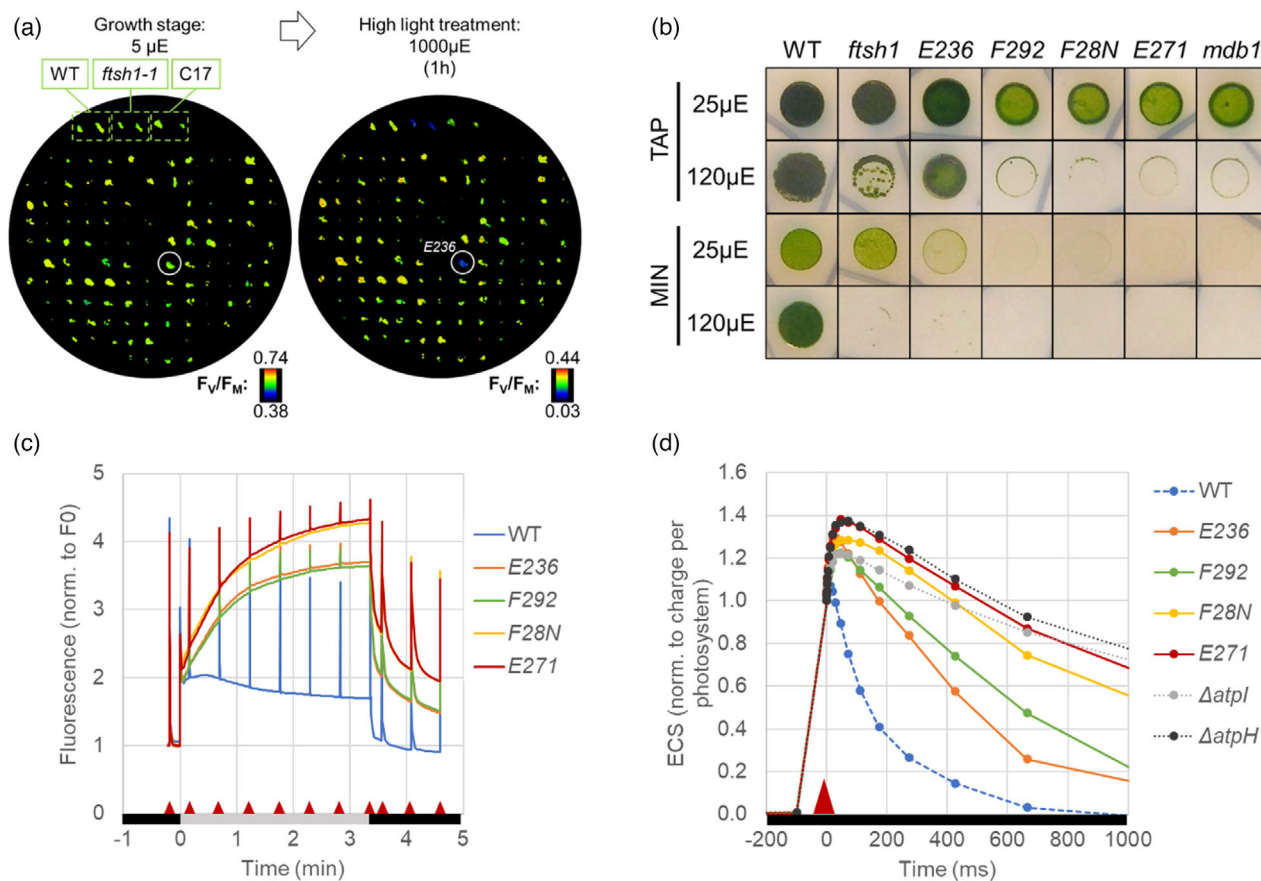 (a)
Growth stage:
5 µE
High light treatment:
1000µE
(1h)
WT
ftsh1-1
C17
E236
0.74
FV/FM:
0.38
0.44
FV/FM:
0.03
(b)
WT ftsh1 E236 F292 F28N E271 mdb1
TAP
25µE
120µE
MIN
25µE
120µE
(c)
Fluorescence (norm. to F0)
5
4
3
2
1
0
-1 0 1 2 3 4 5
Time (min)
WT
E236
F292
F28N
E271
(d)
ECS (norm. to charge per
photosystem)
1.6
1.4
1.2
1.0
0.8
0.6
0.4
0.2
0.0
-200 0 200 400 600 800 1000
Time (ms)
WT
E236
F292
F28N
E271
ΔatpI
ΔatpH